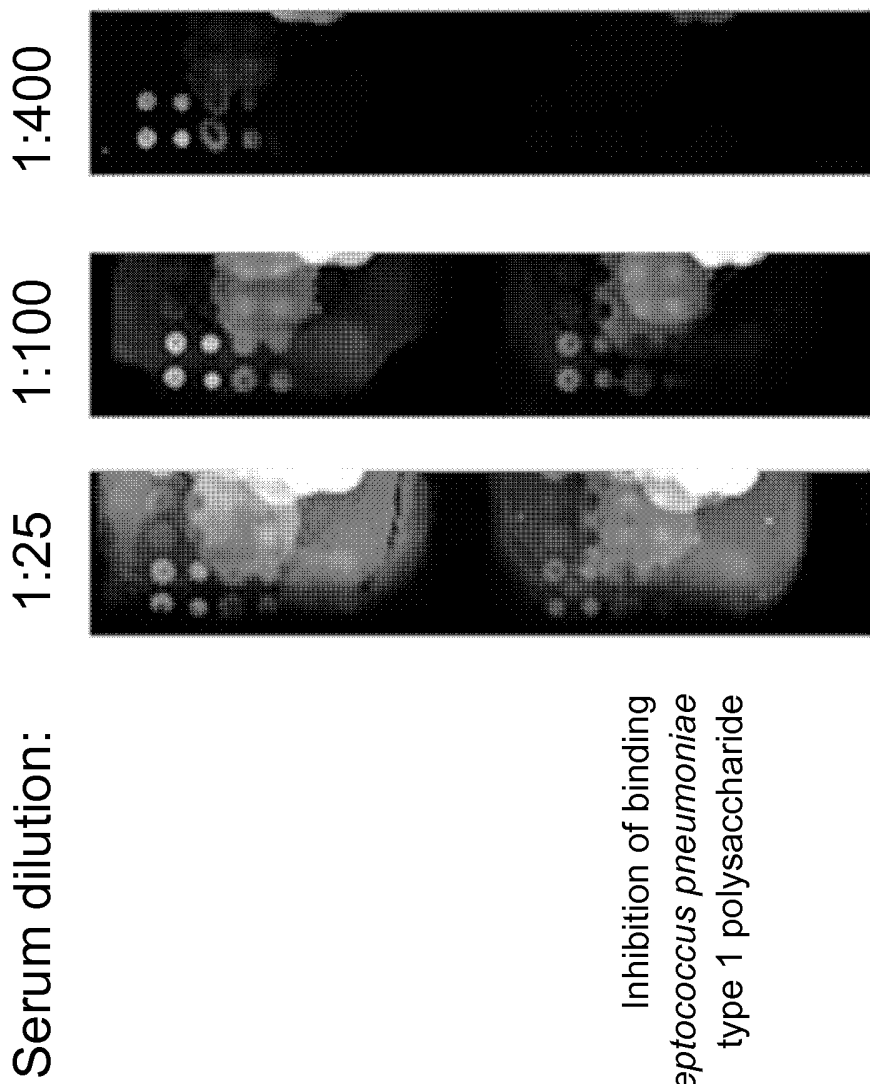 Serum dilution: 1:25 1:100 1:400
Inhibition of binding
eptococcus pneumoniae
type 1 polysaccharide